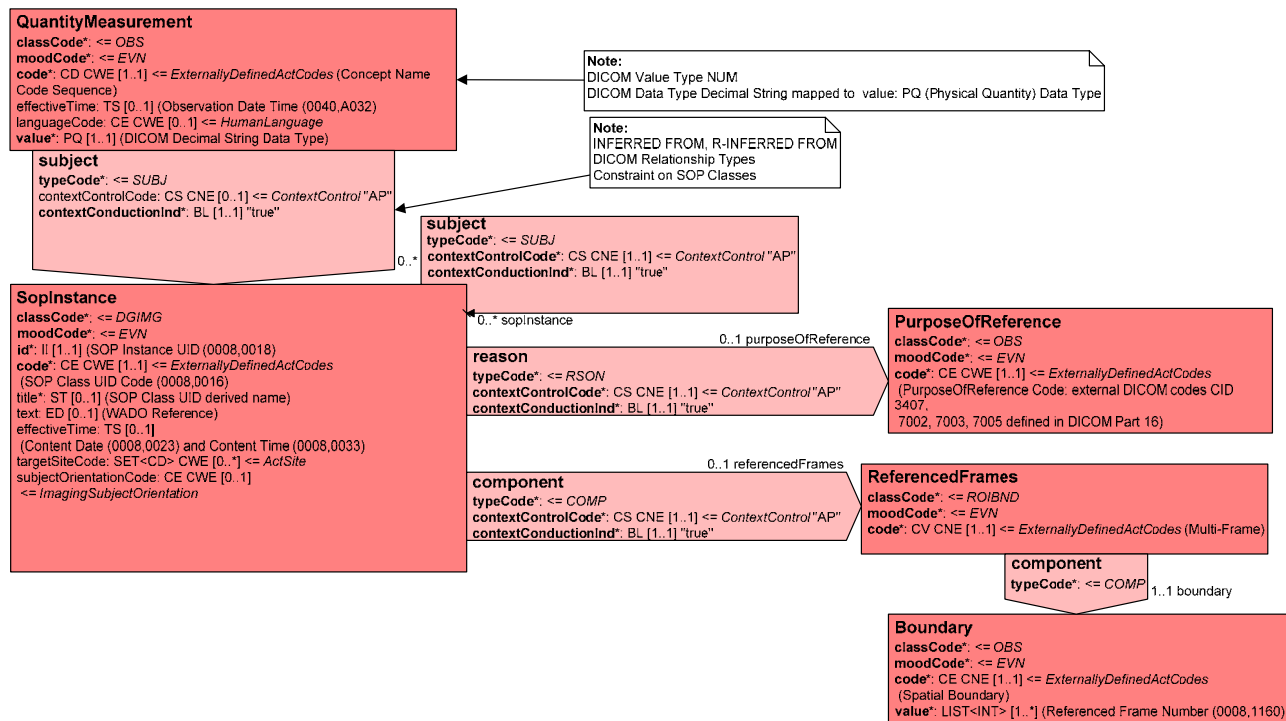 QuantityMeasurement
classCode*: <= OBS
moodCode*: <= EVN
code*: CD CWE [1..1] <= ExternallyDefinedActCodes (Concept Name
Code Sequence)
effectiveTime: TS [0..1] (Observation Date Time (0040,A032)
languageCode: CE CWE [0..1] <= HumanLanguage
value*: PQ [1..1] (DICOM Decimal String Data Type)
Note:
DICOM Value Type NUM
DICOM Data Type Decimal String mapped to value: PQ (Physical Quantity) Data Type
Note:
INFERRED FROM, R-INFERRED FROM
DICOM Relationship Types
Constraint on SOP Classes
subject
typeCode*: <= SUBJ
contextControlCode: CS CNE [0..1] <= ContextControl "AP"
contextConductionInd*: BL [1..1] "true"
0..*
subject
typeCode*: <= SUBJ
contextControlCode*: CS CNE [1..1] <= ContextControl "AP"
contextConductionInd*: BL [1..1] "true"
0..* sopInstance
SopInstance
classCode*: <= DGIMG
moodCode*: <= EVN
id*: II [1..1] (SOP Instance UID (0008,0018)
code*: CE CWE [1..1] <= ExternallyDefinedActCodes
(SOP Class UID Code (0008,0016)
title*: ST [0..1] (SOP Class UID derived name)
text: ED [0..1] (WADO Reference)
effectiveTime: TS [0..1]
(Content Date (0008,0023) and Content Time (0008,0033)
targetSiteCode: SET<CD> CWE [0..*] <= ActSite
subjectOrientationCode: CE CWE [0..1]
<= ImagingSubjectOrientation
0..1 purposeOfReference
reason
typeCode*: <= RSON
contextControlCode*: CS CNE [1..1] <= ContextControl "AP"
contextConductionInd*: BL [1..1] "true"
PurposeOfReference
classCode*: <= OBS
moodCode*: <= EVN
code*: CE CWE [1..1] <= ExternallyDefinedActCodes
(PurposeOfReference Code: external DICOM codes CID
3407,
7002, 7003, 7005 defined in DICOM Part 16)
0..1 referencedFrames
component
typeCode*: <= COMP
contextControlCode*: CS CNE [1..1] <= ContextControl "AP"
contextConductionInd*: BL [1..1] "true"
ReferencedFrames
classCode*: <= ROIBND
moodCode*: <= EVN
code*: CV CNE [1..1] <= ExternallyDefinedActCodes (Multi-Frame)
component
typeCode*: <= COMP
1..1 boundary
Boundary
classCode*: <= OBS
moodCode*: <= EVN
code*: CE CNE [1..1] <= ExternallyDefinedActCodes
(Spatial Boundary)
value*: LIST<INT> [1..*] (Referenced Frame Number (0008,1160)